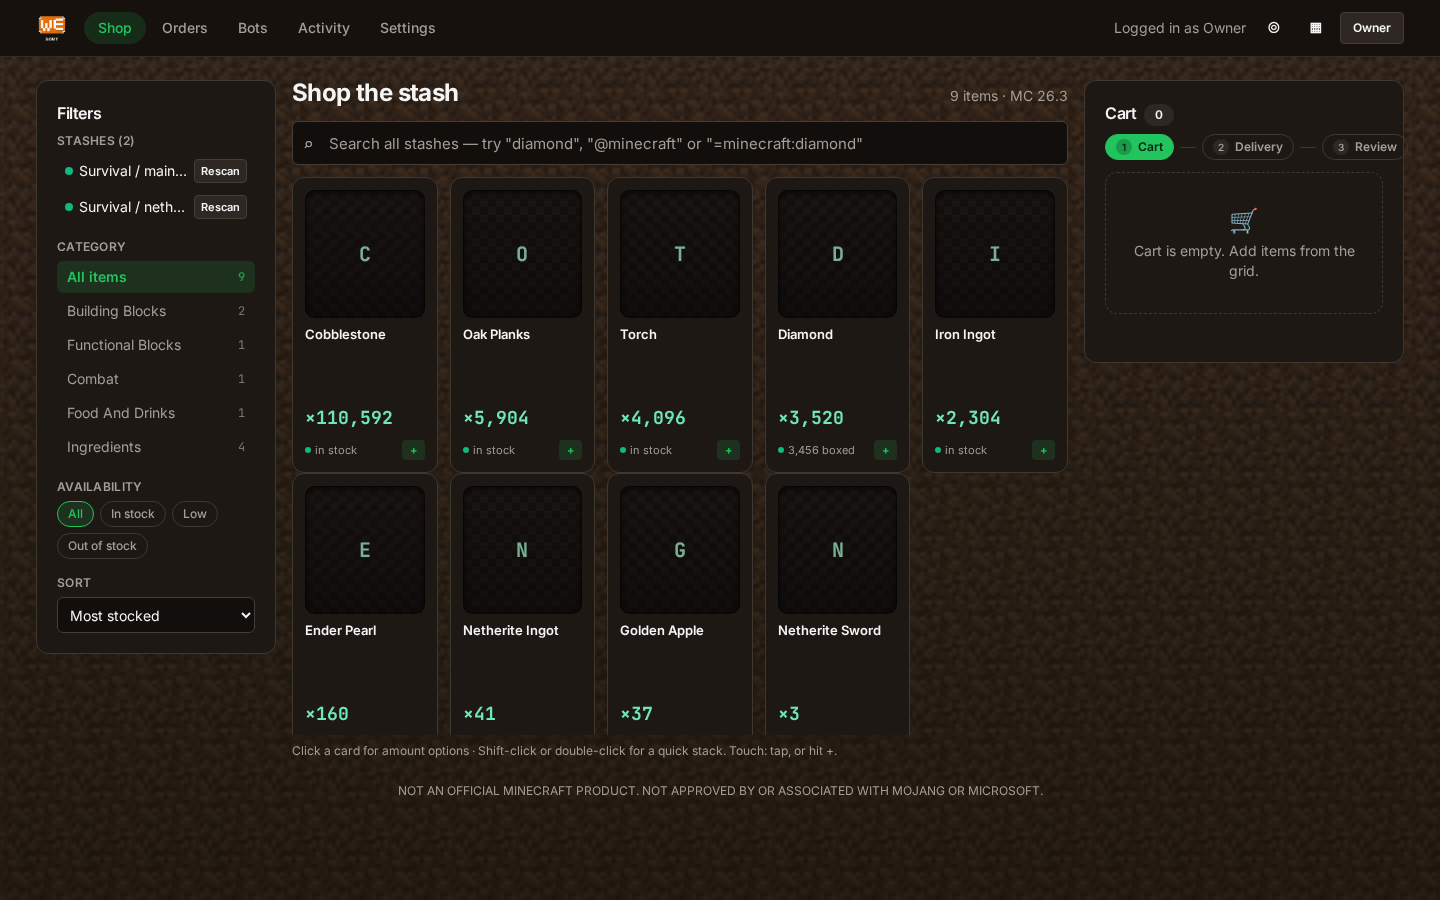 WE
SORT
Shop
Orders
Bots
Activity
Settings
Logged in as Owner
Owner
Filters
STASHES (2)
Survival / main...
Rescan
Survival / neth...
Rescan
CATEGORY
All items 9
Building Blocks 2
Functional Blocks 1
Combat 1
Food And Drinks 1
Ingredients 4
AVAILABILITY
All
In stock
Low
Out of stock
SORT
Most stocked
Shop the stash
9 items · MC 26.3
Search all stashes — try "diamond", "@minecraft" or "=minecraft:diamond"
C
Cobblestone
×110,592
in stock
+
O
Oak Planks
×5,904
in stock
+
T
Torch
×4,096
in stock
+
D
Diamond
×3,520
3,456 boxed
+
I
Iron Ingot
×2,304
in stock
+
E
Ender Pearl
×160
N
Netherite Ingot
×41
G
Golden Apple
×37
N
Netherite Sword
×3
Click a card for amount options · Shift-click or double-click for a quick stack. Touch: tap, or hit +.
Cart 0
1 Cart
2 Delivery
3 Review
Cart is empty. Add items from the
grid.
NOT AN OFFICIAL MINECRAFT PRODUCT. NOT APPROVED BY OR ASSOCIATED WITH MOJANG OR MICROSOFT.